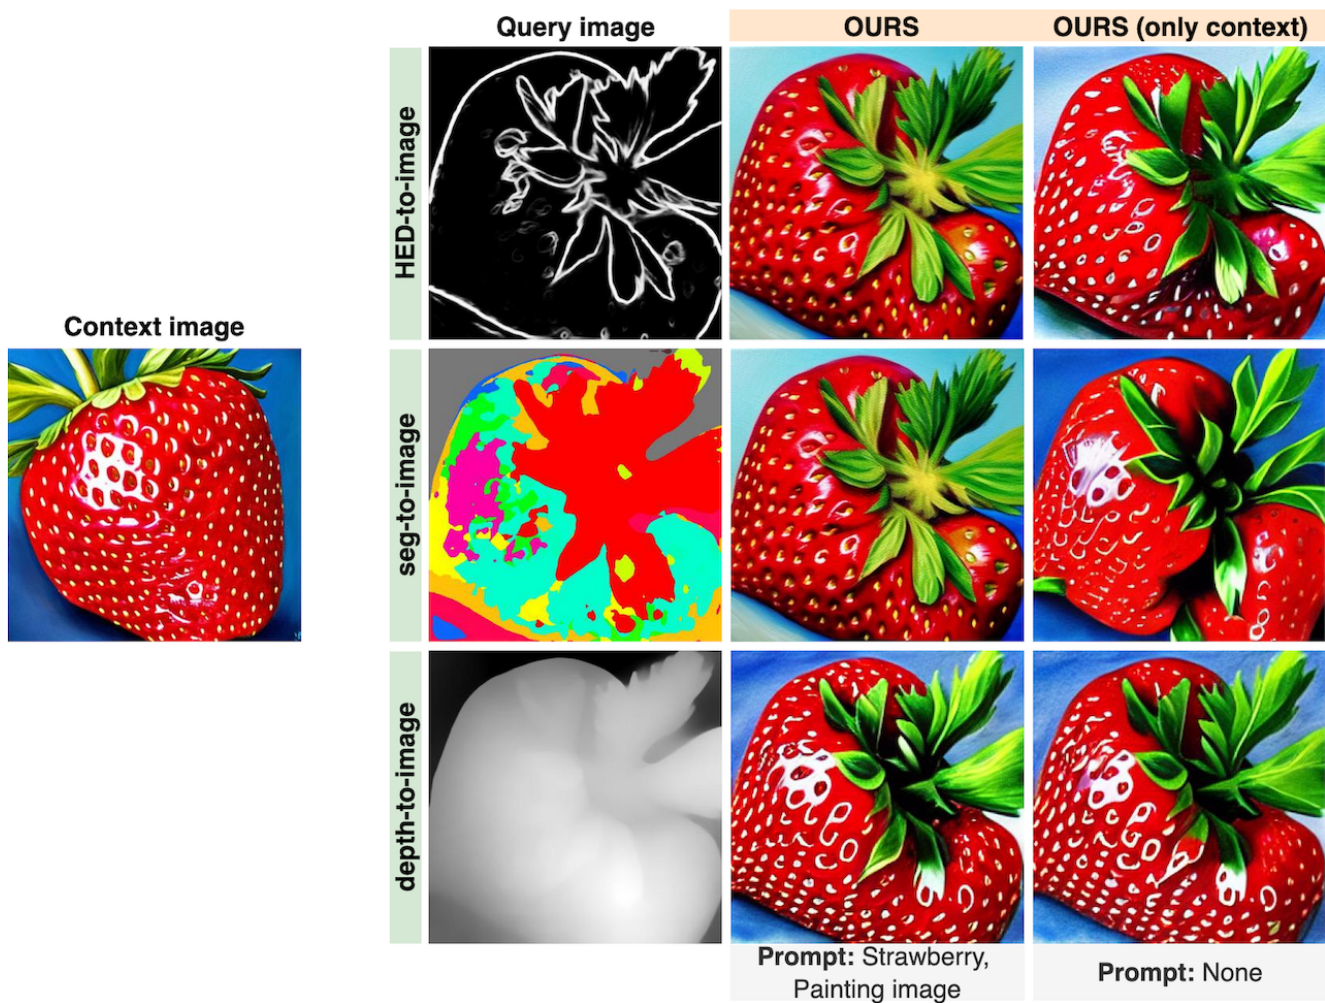 Query image
OURS
OURS (only context)
HED-to-image
Context image
seg-to-image
depth-to-image
Prompt: Strawberry,
Painting image
Prompt: None